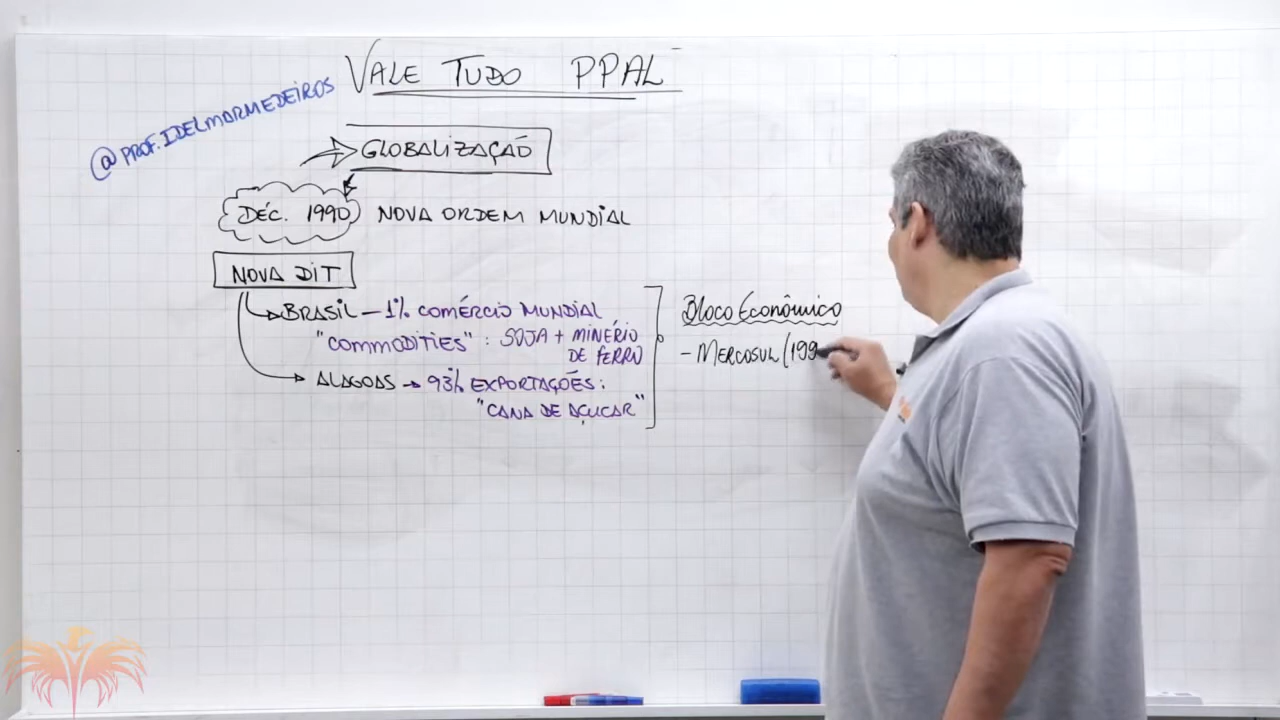 VALE TUDO PPAL
@PROF.IDELMARMEDEIROS
GLOBALIZAÇÃO
DÉC. 1990 NOVA ORDEM MUNDIAL
NOVA DIT
BRASIL – 1% COMÉRCIO MUNDIAL
"COMMODITIES" : SOJA + MINÉRIO
DE FERRO
ALAGOAS → 93% EXPORTAÇÕES:
"CANA DE AÇUCAR"
Bloco Econômico
- MERCOSUL (199